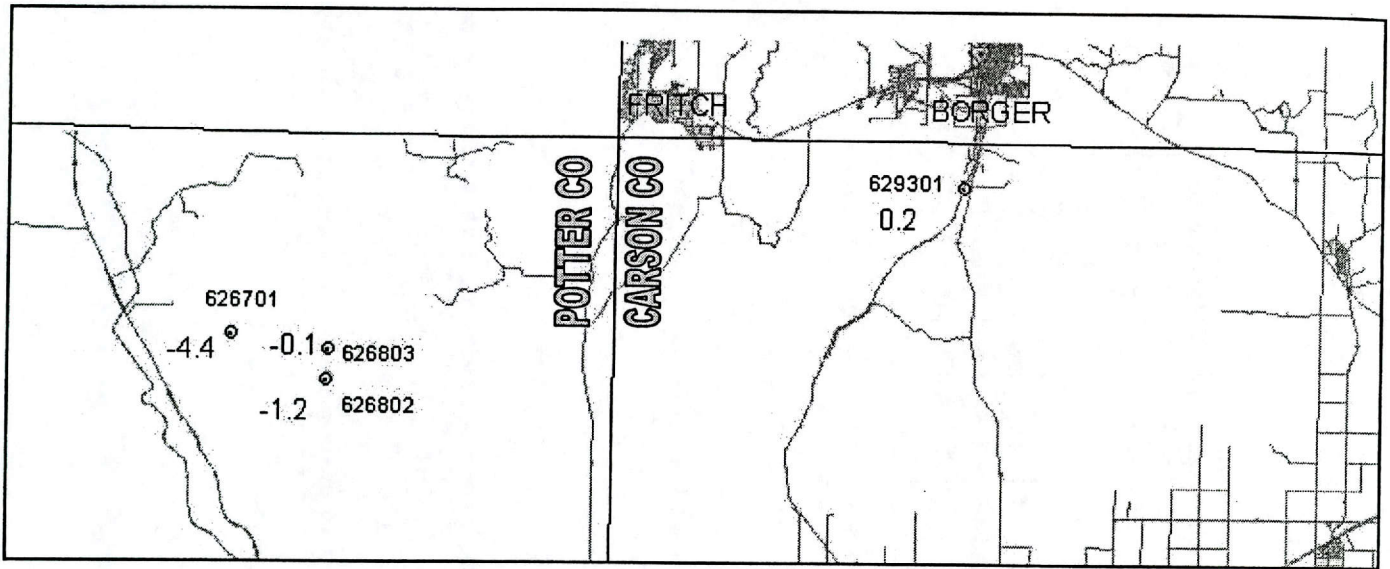 FRITCH
BORGER
POTTER CO
CARSON CO
629301
0.2
626701
-4.4
-0.1
626803
-1.2
626802